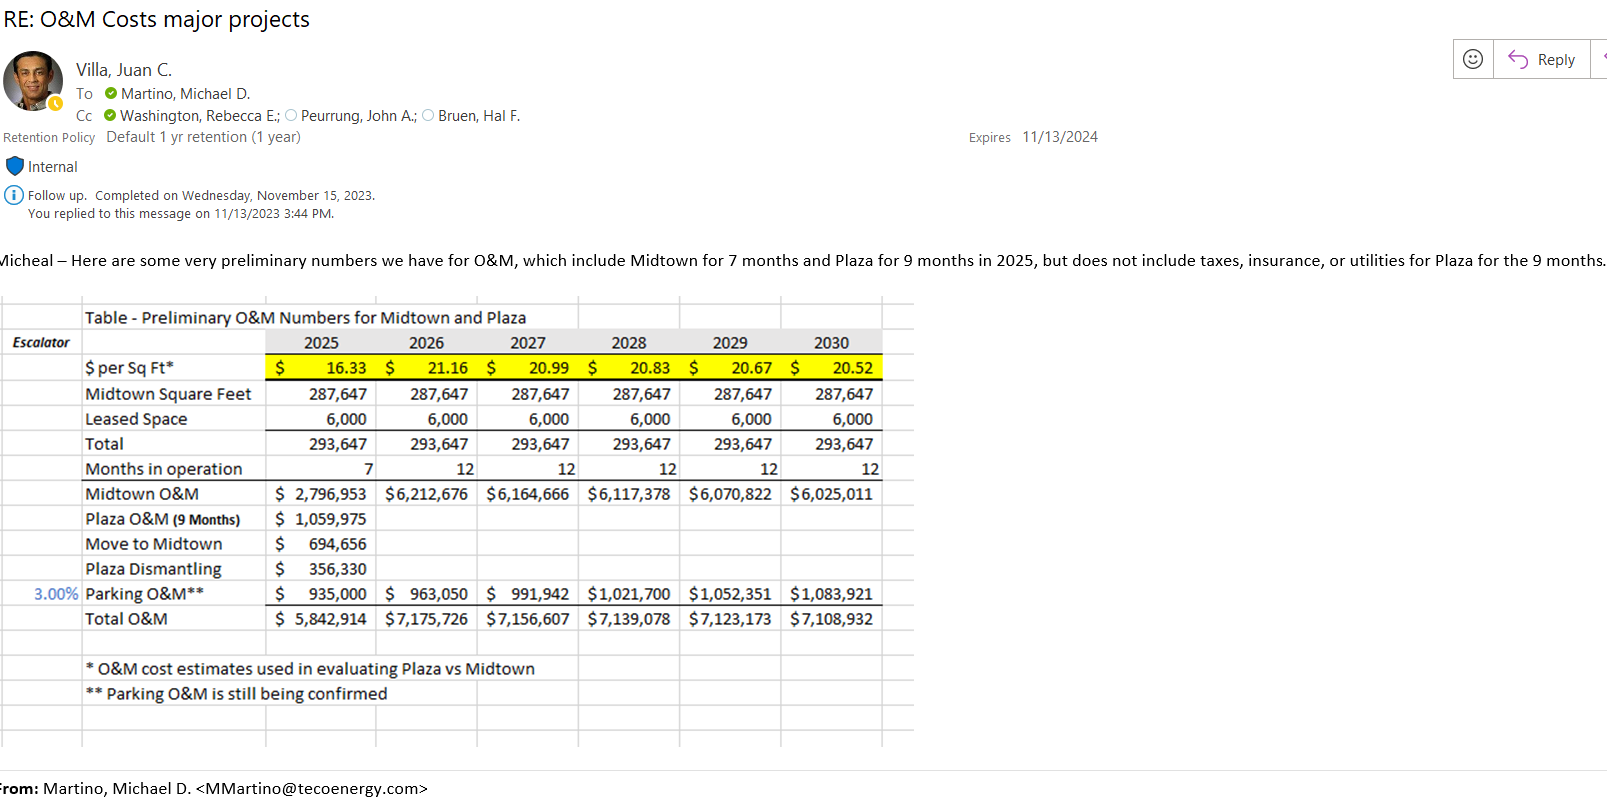 RE: O&M Costs major projects
Villa, Juan C.
Reply
To Martino, Michael D.
Cc Washington, Rebecca E.; Peurrung, John A.; Bruen, Hal F.
Retention Policy Default 1 yr retention (1 year) Expires 11/13/2024
Internal
Follow up. Completed on Wednesday, November 15, 2023.
You replied to this message on 11/13/2023 3:44 PM.
Micheal – Here are some very preliminary numbers we have for O&M, which include Midtown for 7 months and Plaza for 9 months in 2025, but does not include taxes, insurance, or utilities for Plaza for the 9 months.
Table - Preliminary O&M Numbers for Midtown and Plaza
Escalator 2025 2026 2027 2028 2029 2030
$ per Sq Ft* $ 16.33 $ 21.16 $ 20.99 $ 20.83 $ 20.67 $ 20.52
Midtown Square Feet 287,647 287,647 287,647 287,647 287,647 287,647
Leased Space 6,000 6,000 6,000 6,000 6,000 6,000
Total 293,647 293,647 293,647 293,647 293,647 293,647
Months in operation 7 12 12 12 12 12
Midtown O&M $ 2,796,953 $6,212,676 $6,164,666 $6,117,378 $6,070,822 $6,025,011
Plaza O&M (9 Months) $ 1,059,975
Move to Midtown $ 694,656
Plaza Dismantling $ 356,330
3.00% Parking O&M** $ 935,000 $ 963,050 $ 991,942 $1,021,700 $1,052,351 $1,083,921
Total O&M $ 5,842,914 $7,175,726 $7,156,607 $7,139,078 $7,123,173 $7,108,932
* O&M cost estimates used in evaluating Plaza vs Midtown
** Parking O&M is still being confirmed
From: Martino, Michael D. <MMartino@tecoenergy.com>